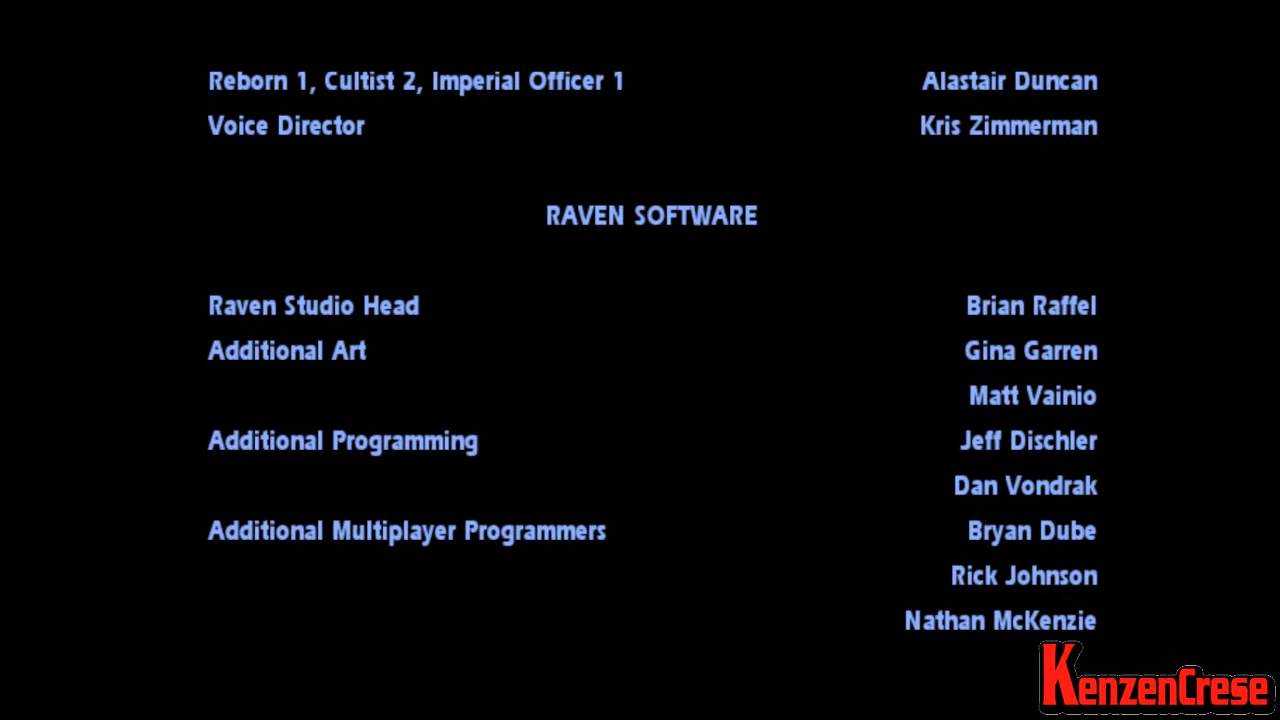 Reborn 1, Cultist 2, Imperial Officer 1 Alastair Duncan
Voice Director Kris Zimmerman
RAVEN SOFTWARE
Raven Studio Head Brian Raffel
Additional Art Gina Garren
Matt Vainio
Additional Programming Jeff Dischler
Dan Vondrak
Additional Multiplayer Programmers Bryan Dube
Rick Johnson
Nathan McKenzie
KenzenCrese